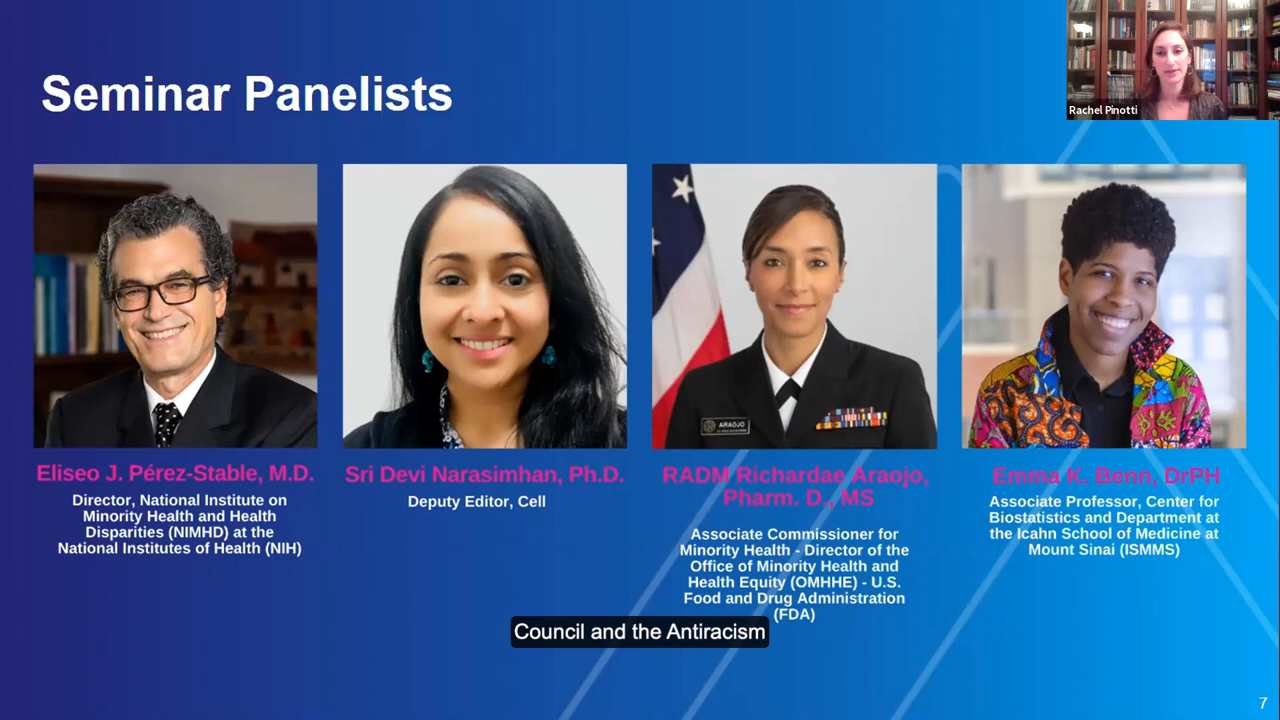 Seminar Panelists
Rachel Pinotti
Eliseo J. Pérez-Stable, M.D.
Director, National Institute on
Minority Health and Health
Disparities (NIMHD) at the
National Institutes of Health (NIH)
Sri Devi Narasimhan, Ph.D.
Deputy Editor, Cell
ARAOJO
RADM Richardae Araojo,
Pharm. D., MS
Associate Commissioner for
Minority Health - Director of the
Office of Minority Health and
Health Equity (OMHHE) - U.S.
Food and Drug Administration
(FDA)
Emma K. Benn, DrPH
Associate Professor, Center for
Biostatistics and Department at
the Icahn School of Medicine at
Mount Sinai (ISMMS)
Council and the Antiracism
7